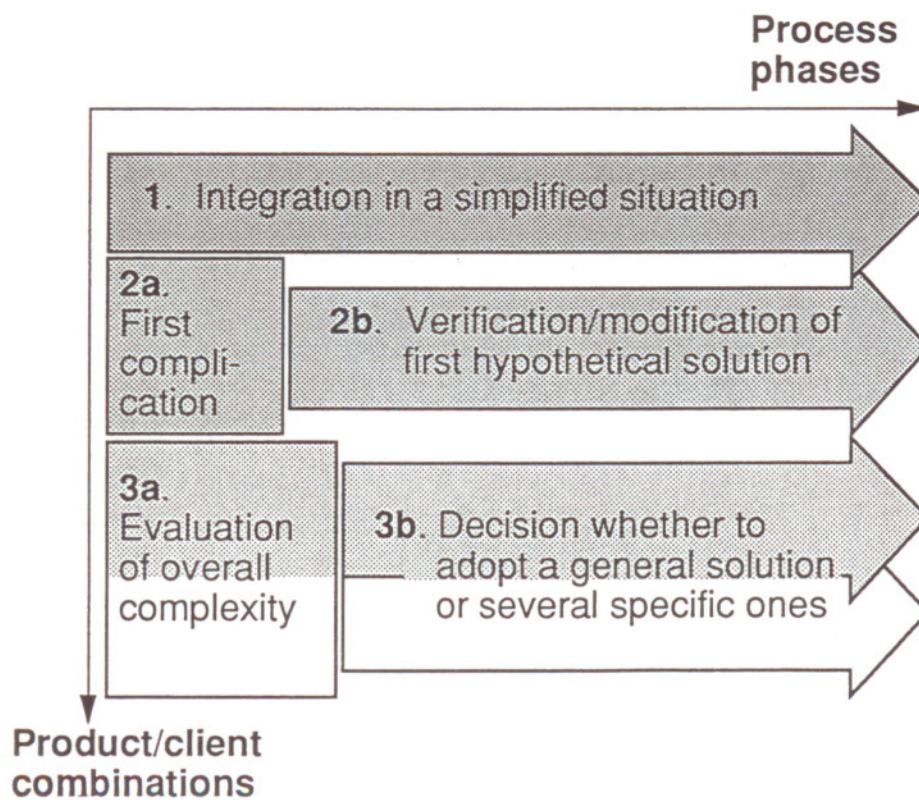 Process
phases
1. Integration in a simplified situation
2a.
First
compli-
cation
2b. Verification/modification of
first hypothetical solution
3a.
Evaluation
of overall
complexity
3b. Decision whether to
adopt a general solution
or several specific ones
Product/client
combinations